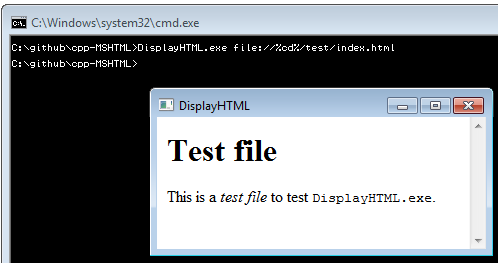 C:\Windows\system32\cmd.exe
C:\github\cpp-MSHTML>DisplayHTML.exe file://%cd%/test/index.html
C:\github\cpp-MSHTML>
DisplayHTML
Test file
This is a test file to test DisplayHTML.exe.